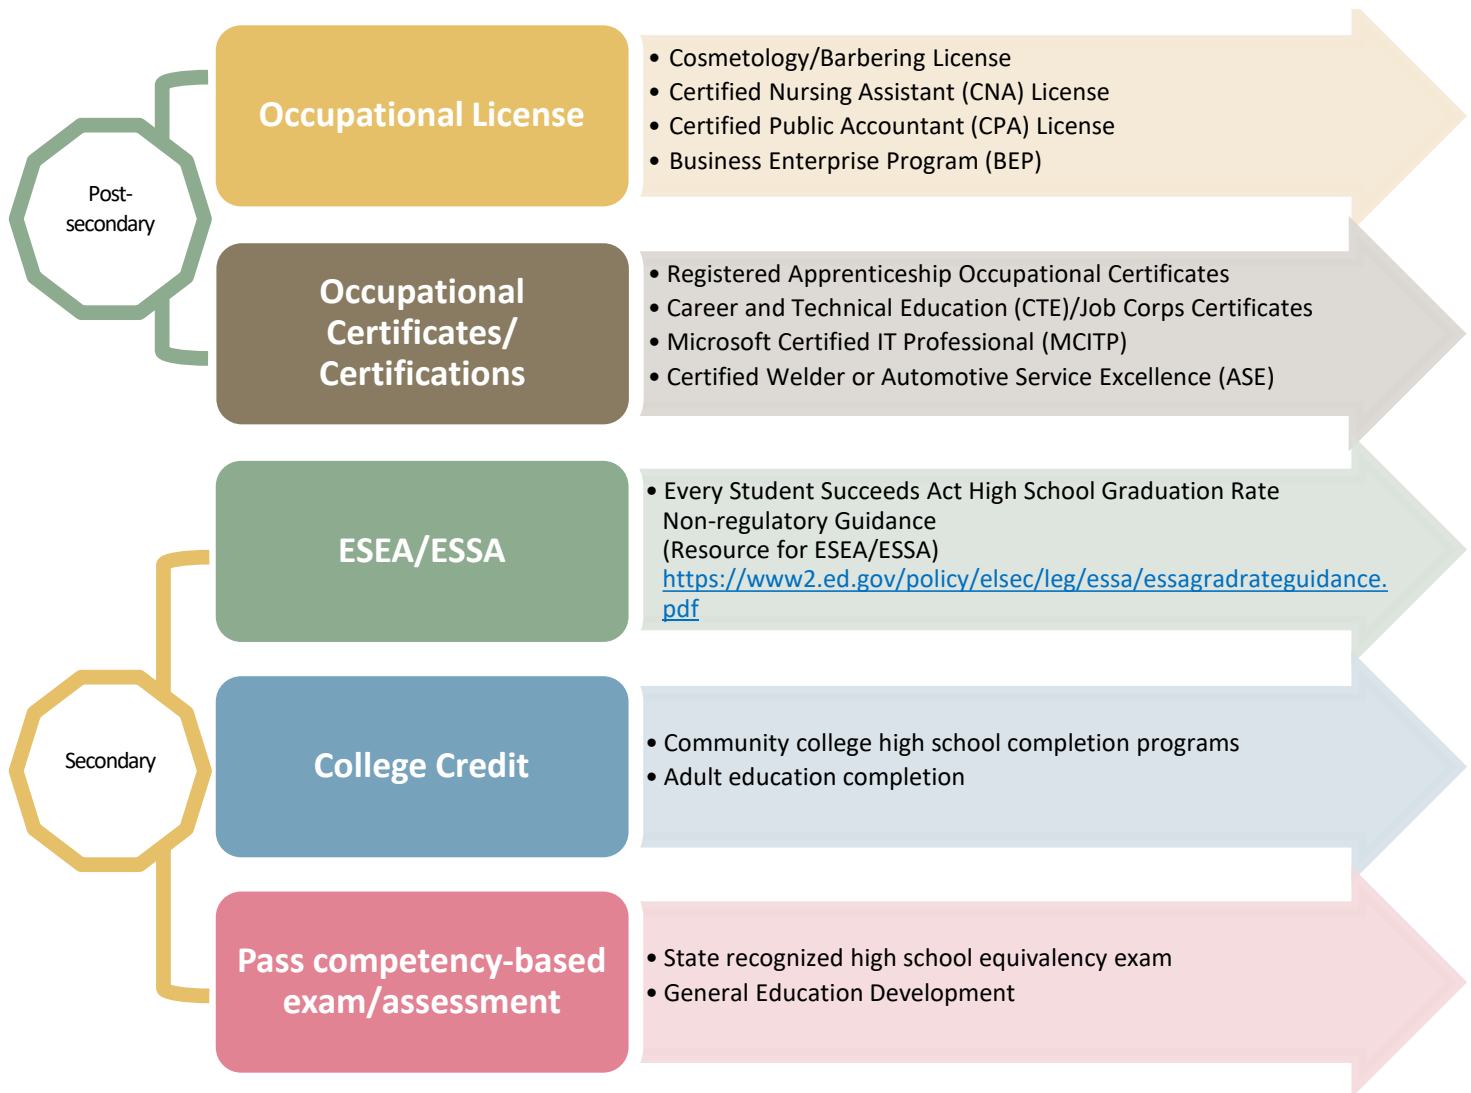 Post-
secondary
Occupational License
• Cosmetology/Barbering License
• Certified Nursing Assistant (CNA) License
• Certified Public Accountant (CPA) License
• Business Enterprise Program (BEP)
Occupational
Certificates/
Certifications
• Registered Apprenticeship Occupational Certificates
• Career and Technical Education (CTE)/Job Corps Certificates
• Microsoft Certified IT Professional (MCITP)
• Certified Welder or Automotive Service Excellence (ASE)
Secondary
ESEA/ESSA
• Every Student Succeeds Act High School Graduation Rate
Non-regulatory Guidance
(Resource for ESEA/ESSA)
https://www2.ed.gov/policy/elsec/leg/essa/essagradrateguidance.
pdf
College Credit
• Community college high school completion programs
• Adult education completion
Pass competency-based
exam/assessment
• State recognized high school equivalency exam
• General Education Development